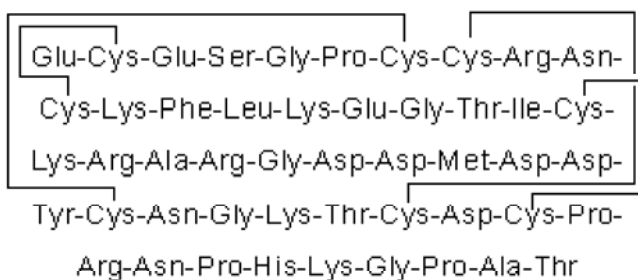 Glu-Cys-Glu-Ser-Gly-Pro-Cys-Cys-Arg-Asn-
Cys-Lys-Phe-Leu-Lys-Glu-Gly-Thr-Ile-Cys-
Lys-Arg-Ala-Arg-Gly-Asp-Asp-Met-Asp-Asp-
Tyr-Cys-Asn-Gly-Lys-Thr-Cys-Asp-Cys-Pro-
Arg-Asn-Pro-His-Lys-Gly-Pro-Ala-Thr